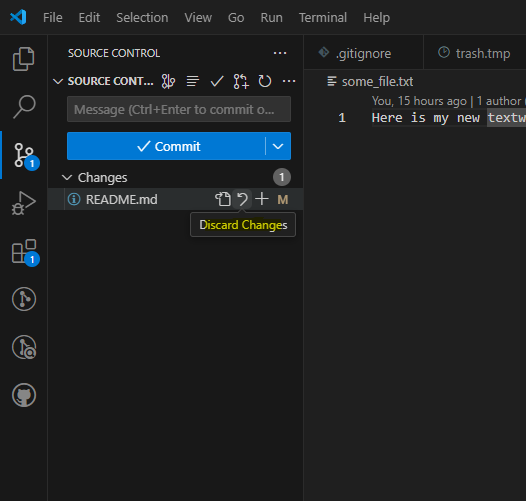 File Edit Selection View Go Run Terminal Help
SOURCE CONTROL
.gitignore
trash.tmp
SOURCE CONT...
some_file.txt
Message (Ctrl+Enter to commit o...
You, 15 hours ago | 1 author
1 Here is my new textw
Commit
1
Changes
1
README.md
M
Discard Changes
1